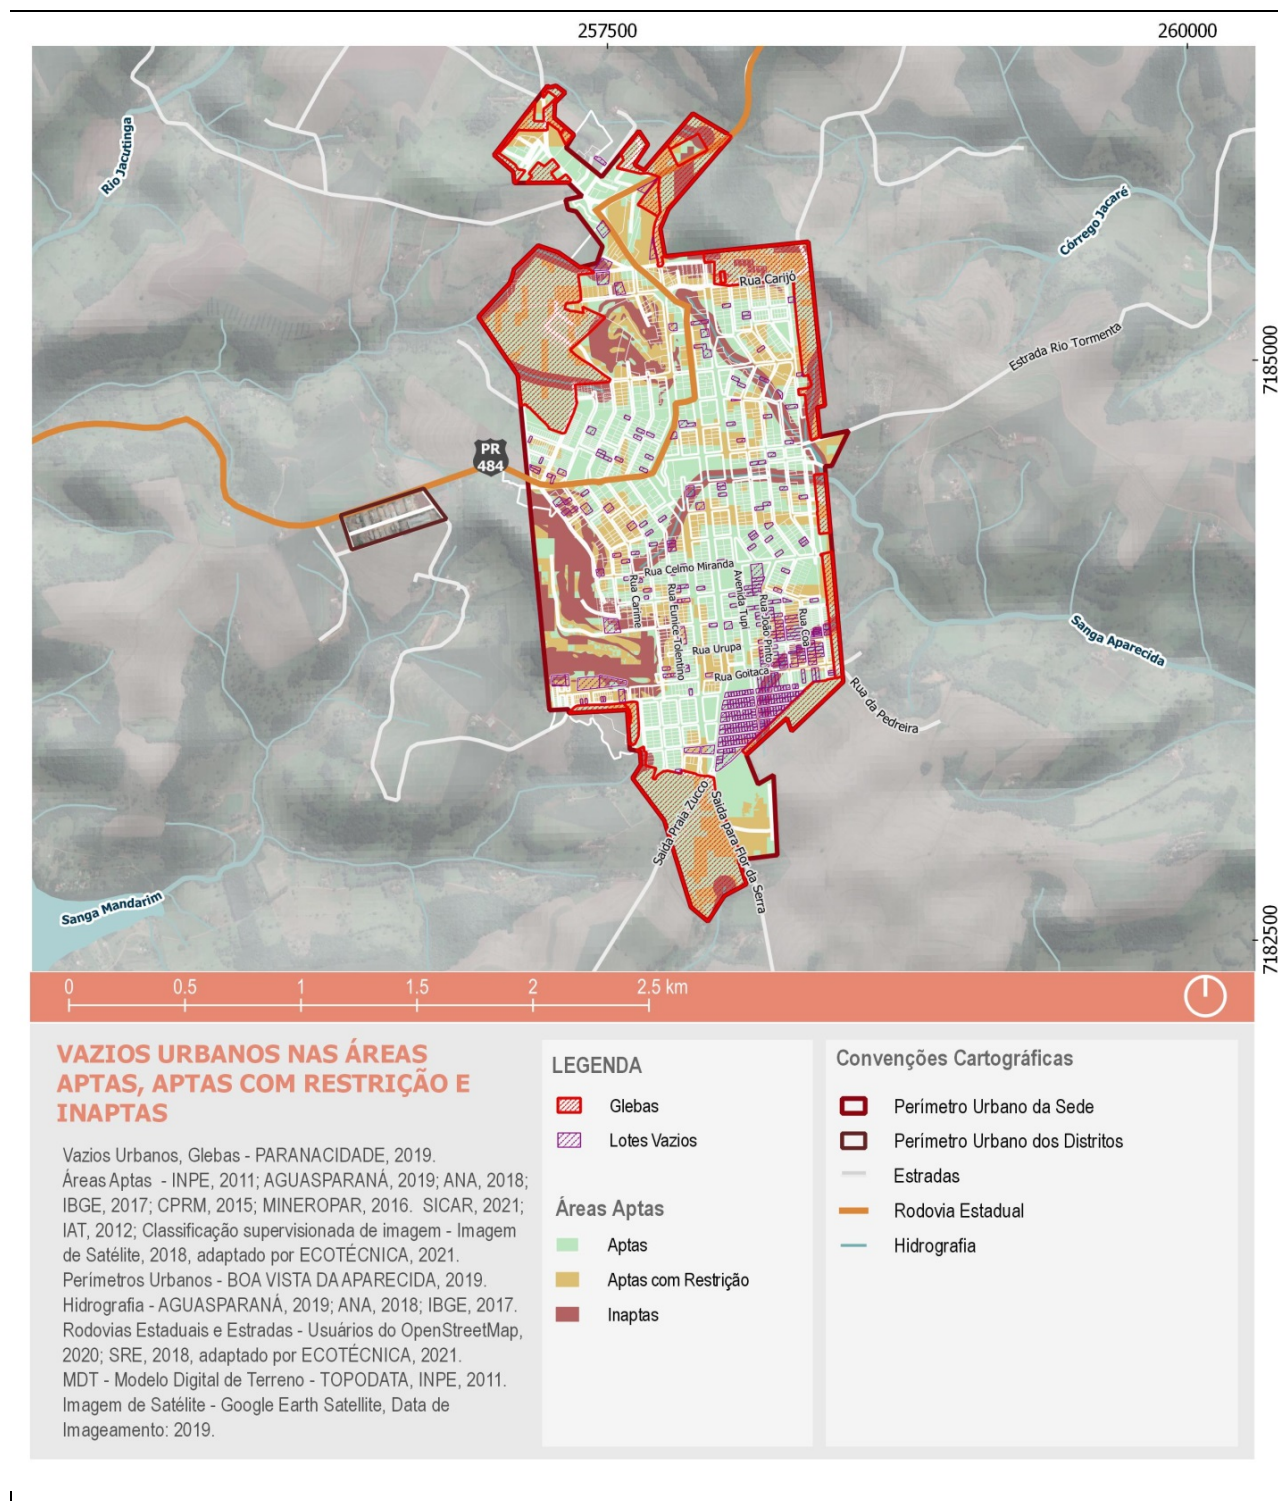 257500
260000
Rio Jacutinga
Córrego Jacaré
Rua Carijó
Estrada Rio Tormenta
7185000
PR
484
Rua Celmo Miranda
Rua Carime
Rua Eunice Tolentino
Avenida Tupi
Rua João Pinto
Rua Coa
Rua Urupa
Rua Goitaca
Sanga Aparecida
Rua da Pedreira
Saida Praia Zucco
Saida para Flor da Serra
Sanga Mandarim
7182500
0
0.5
1
1.5
2
2.5 km
VAZIOS URBANOS NAS ÁREAS
APTAS, APTAS COM RESTRIÇÃO E
INAPTAS
Vazios Urbanos, Glebas - PARANACIDADE, 2019.
Áreas Aptas - INPE, 2011; AGUASPARANÁ, 2019; ANA, 2018;
IBGE, 2017; CPRM, 2015; MINEROPAR, 2016. SICAR, 2021;
IAT, 2012; Classificação supervisionada de imagem - Imagem
de Satélite, 2018, adaptado por ECOTÉCNICA, 2021.
Perímetros Urbanos - BOA VISTA DA APARECIDA, 2019.
Hidrografia - AGUASPARANÁ, 2019; ANA, 2018; IBGE, 2017.
Rodovias Estaduais e Estradas - Usuários do OpenStreetMap,
2020; SRE, 2018, adaptado por ECOTÉCNICA, 2021.
MDT - Modelo Digital de Terreno - TOPODATA, INPE, 2011.
Imagem de Satélite - Google Earth Satellite, Data de
Imageamento: 2019.
LEGENDA
Glebas
Lotes Vazios
Áreas Aptas
Aptas
Aptas com Restrição
Inaptas
Convenções Cartográficas
Perímetro Urbano da Sede
Perímetro Urbano dos Distritos
Estradas
Rodovia Estadual
Hidrografia